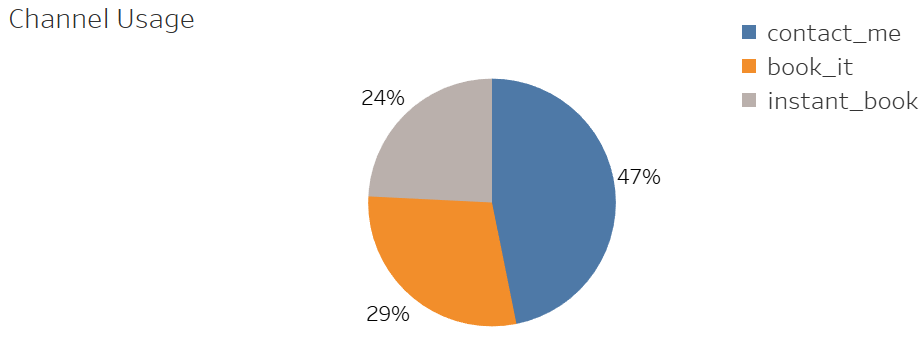 Channel Usage
contact_me
book_it
instant_book
24%
47%
29%